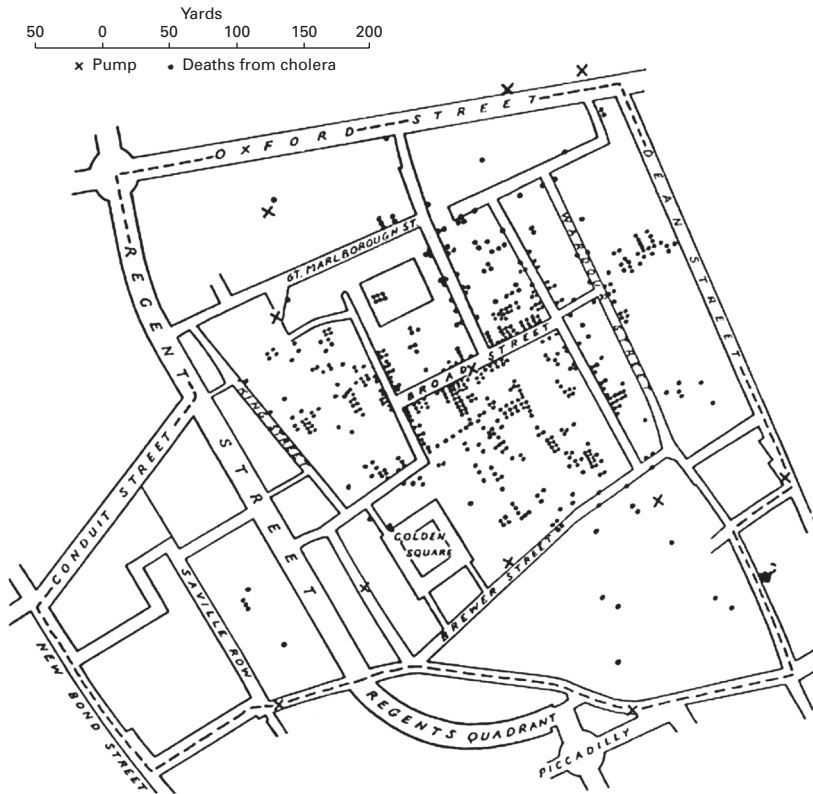 Yards
50 0 50 100 150 200
× Pump • Deaths from cholera
OXFORD STREET
DEAN STREET
REGENT STREET
GT. MARLBOROUGH ST.
WARDOUR STREET
BROAD STREET
KING STREET
CONDUIT STREET
GOLDEN
SQUARE
BREWER STREET
SAVILLE ROW
NEW BOND STREET
REGENTS QUADRANT
PICCADILLY